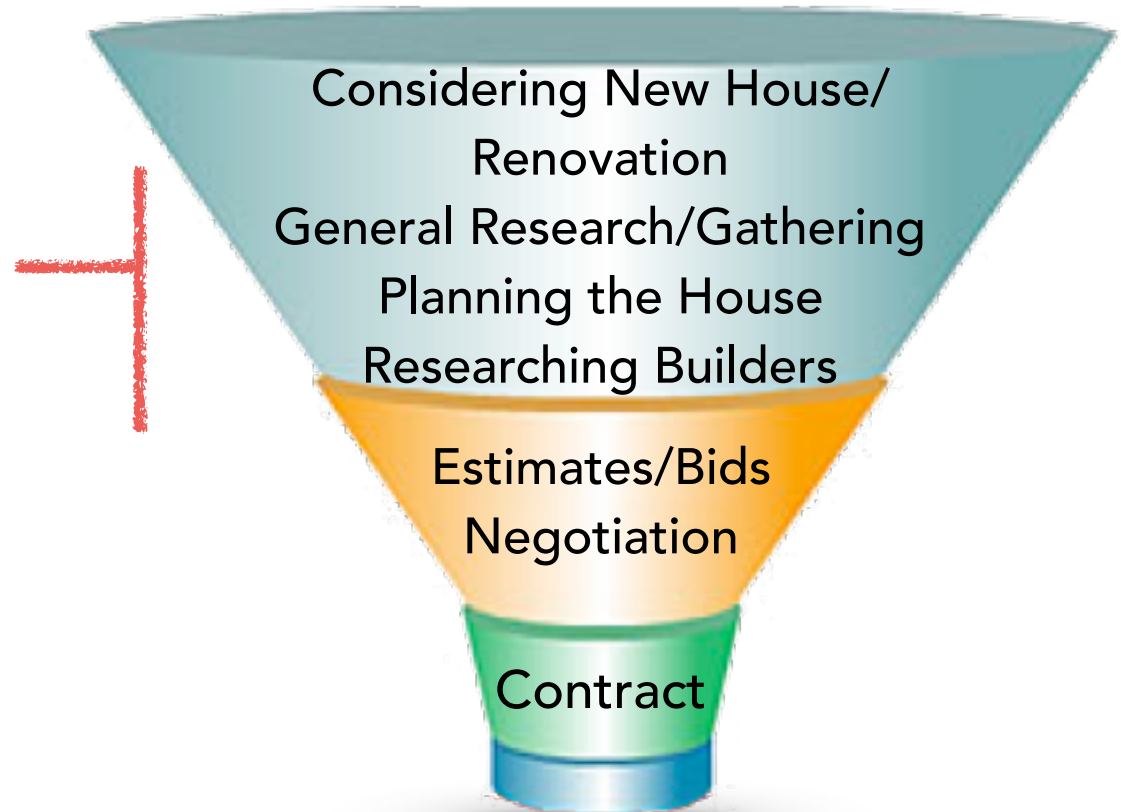 Considering New House/
Renovation
General Research/Gathering
Planning the House
Researching Builders
Estimates/Bids
Negotiation
Contract